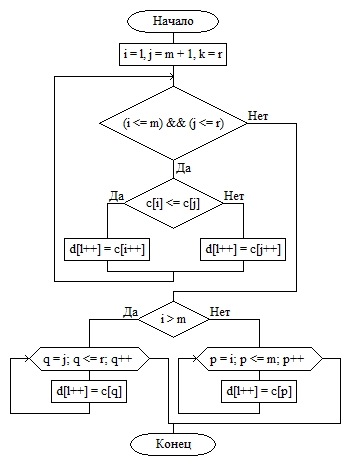 Начало
i = l, j = m + 1, k = r
(i <= m) && (j <= r)
Нет
Да
Да
c[i] <= c[j]
Нет
d[l++] = c[i++]
d[l++] = c[j++]
Да
i > m
Нет
q = j; q <= r; q++
p = i; p <= m; p++
d[l++] = c[q]
d[l++] = c[p]
Конец